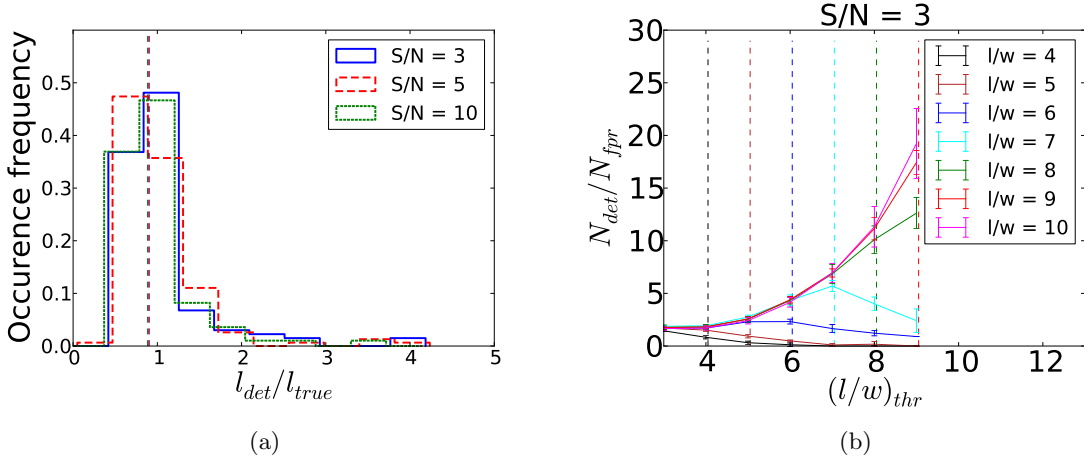 Occurence frequency
0.5
0.4
0.3
0.2
0.1
0.0
0 1 2 3 4 5
l_det/l_true
S/N = 3
S/N = 5
S/N = 10
(a)
S/N = 3
N_det/N_fpr
30
25
20
15
10
5
0
4 6 8 10 12
(l/w)_thr
l/w = 4
l/w = 5
l/w = 6
l/w = 7
l/w = 8
l/w = 9
l/w = 10
(b)